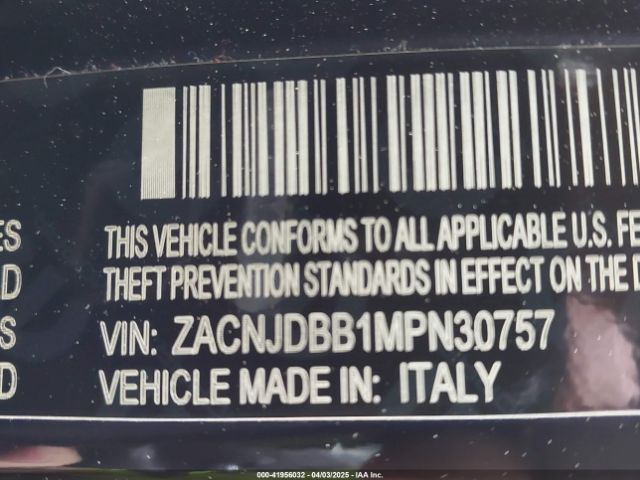 ES
THIS VEHICLE CONFORMS TO ALL APPLICABLE U.S. FE
D
THEFT PREVENTION STANDARDS IN EFFECT ON THE D
S
VIN: ZACNJDBB1MPN30757
D
VEHICLE MADE IN: ITALY
000-41956032 - 04/03/2025 - IAA Inc.